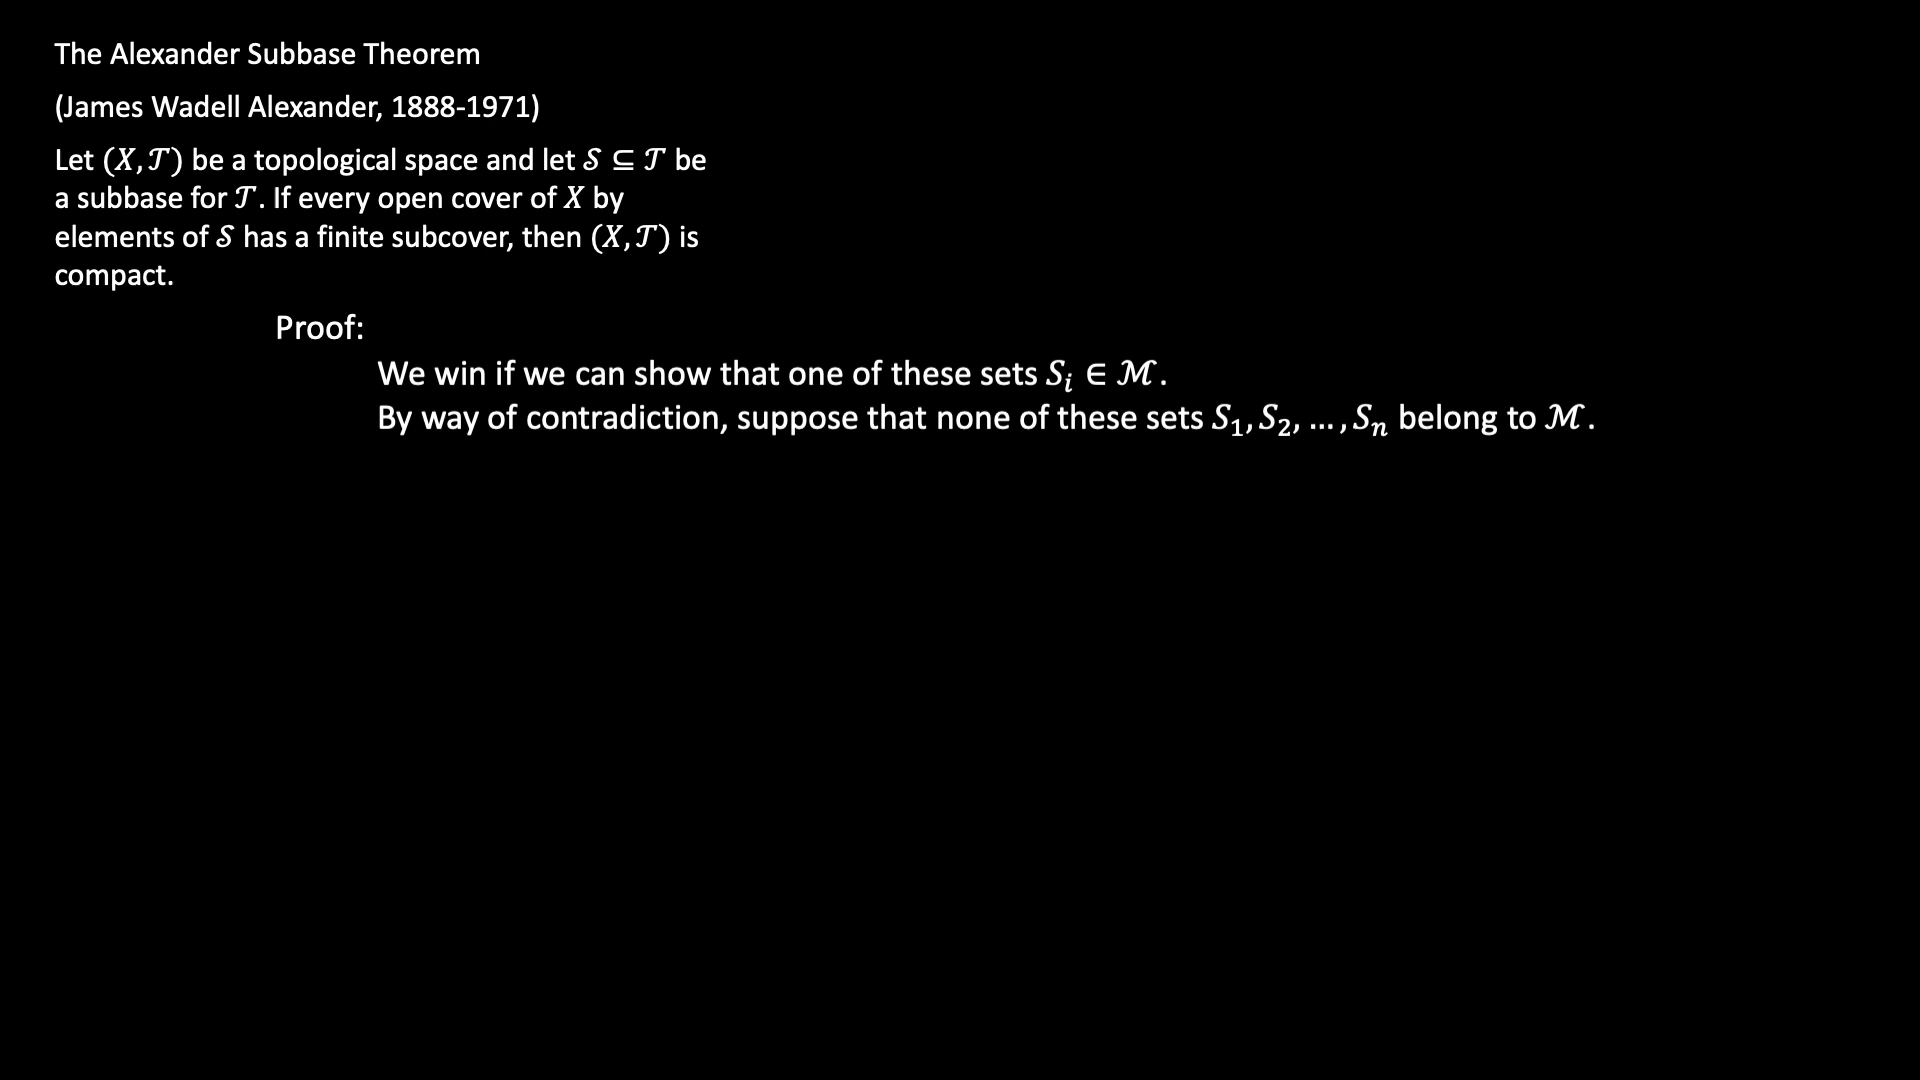 The Alexander Subbase Theorem
(James Wadell Alexander, 1888-1971)
Let (𝑋, 𝒯) be a topological space and let 𝒮 ⊆ 𝒯 be
a subbase for 𝒯. If every open cover of 𝑋 by
elements of 𝒮 has a finite subcover, then (𝑋, 𝒯) is
compact.
Proof:
We win if we can show that one of these sets 𝑆ᵢ ∈ ℳ.
By way of contradiction, suppose that none of these sets 𝑆₁, 𝑆₂, … , 𝑆ₙ belong to ℳ.